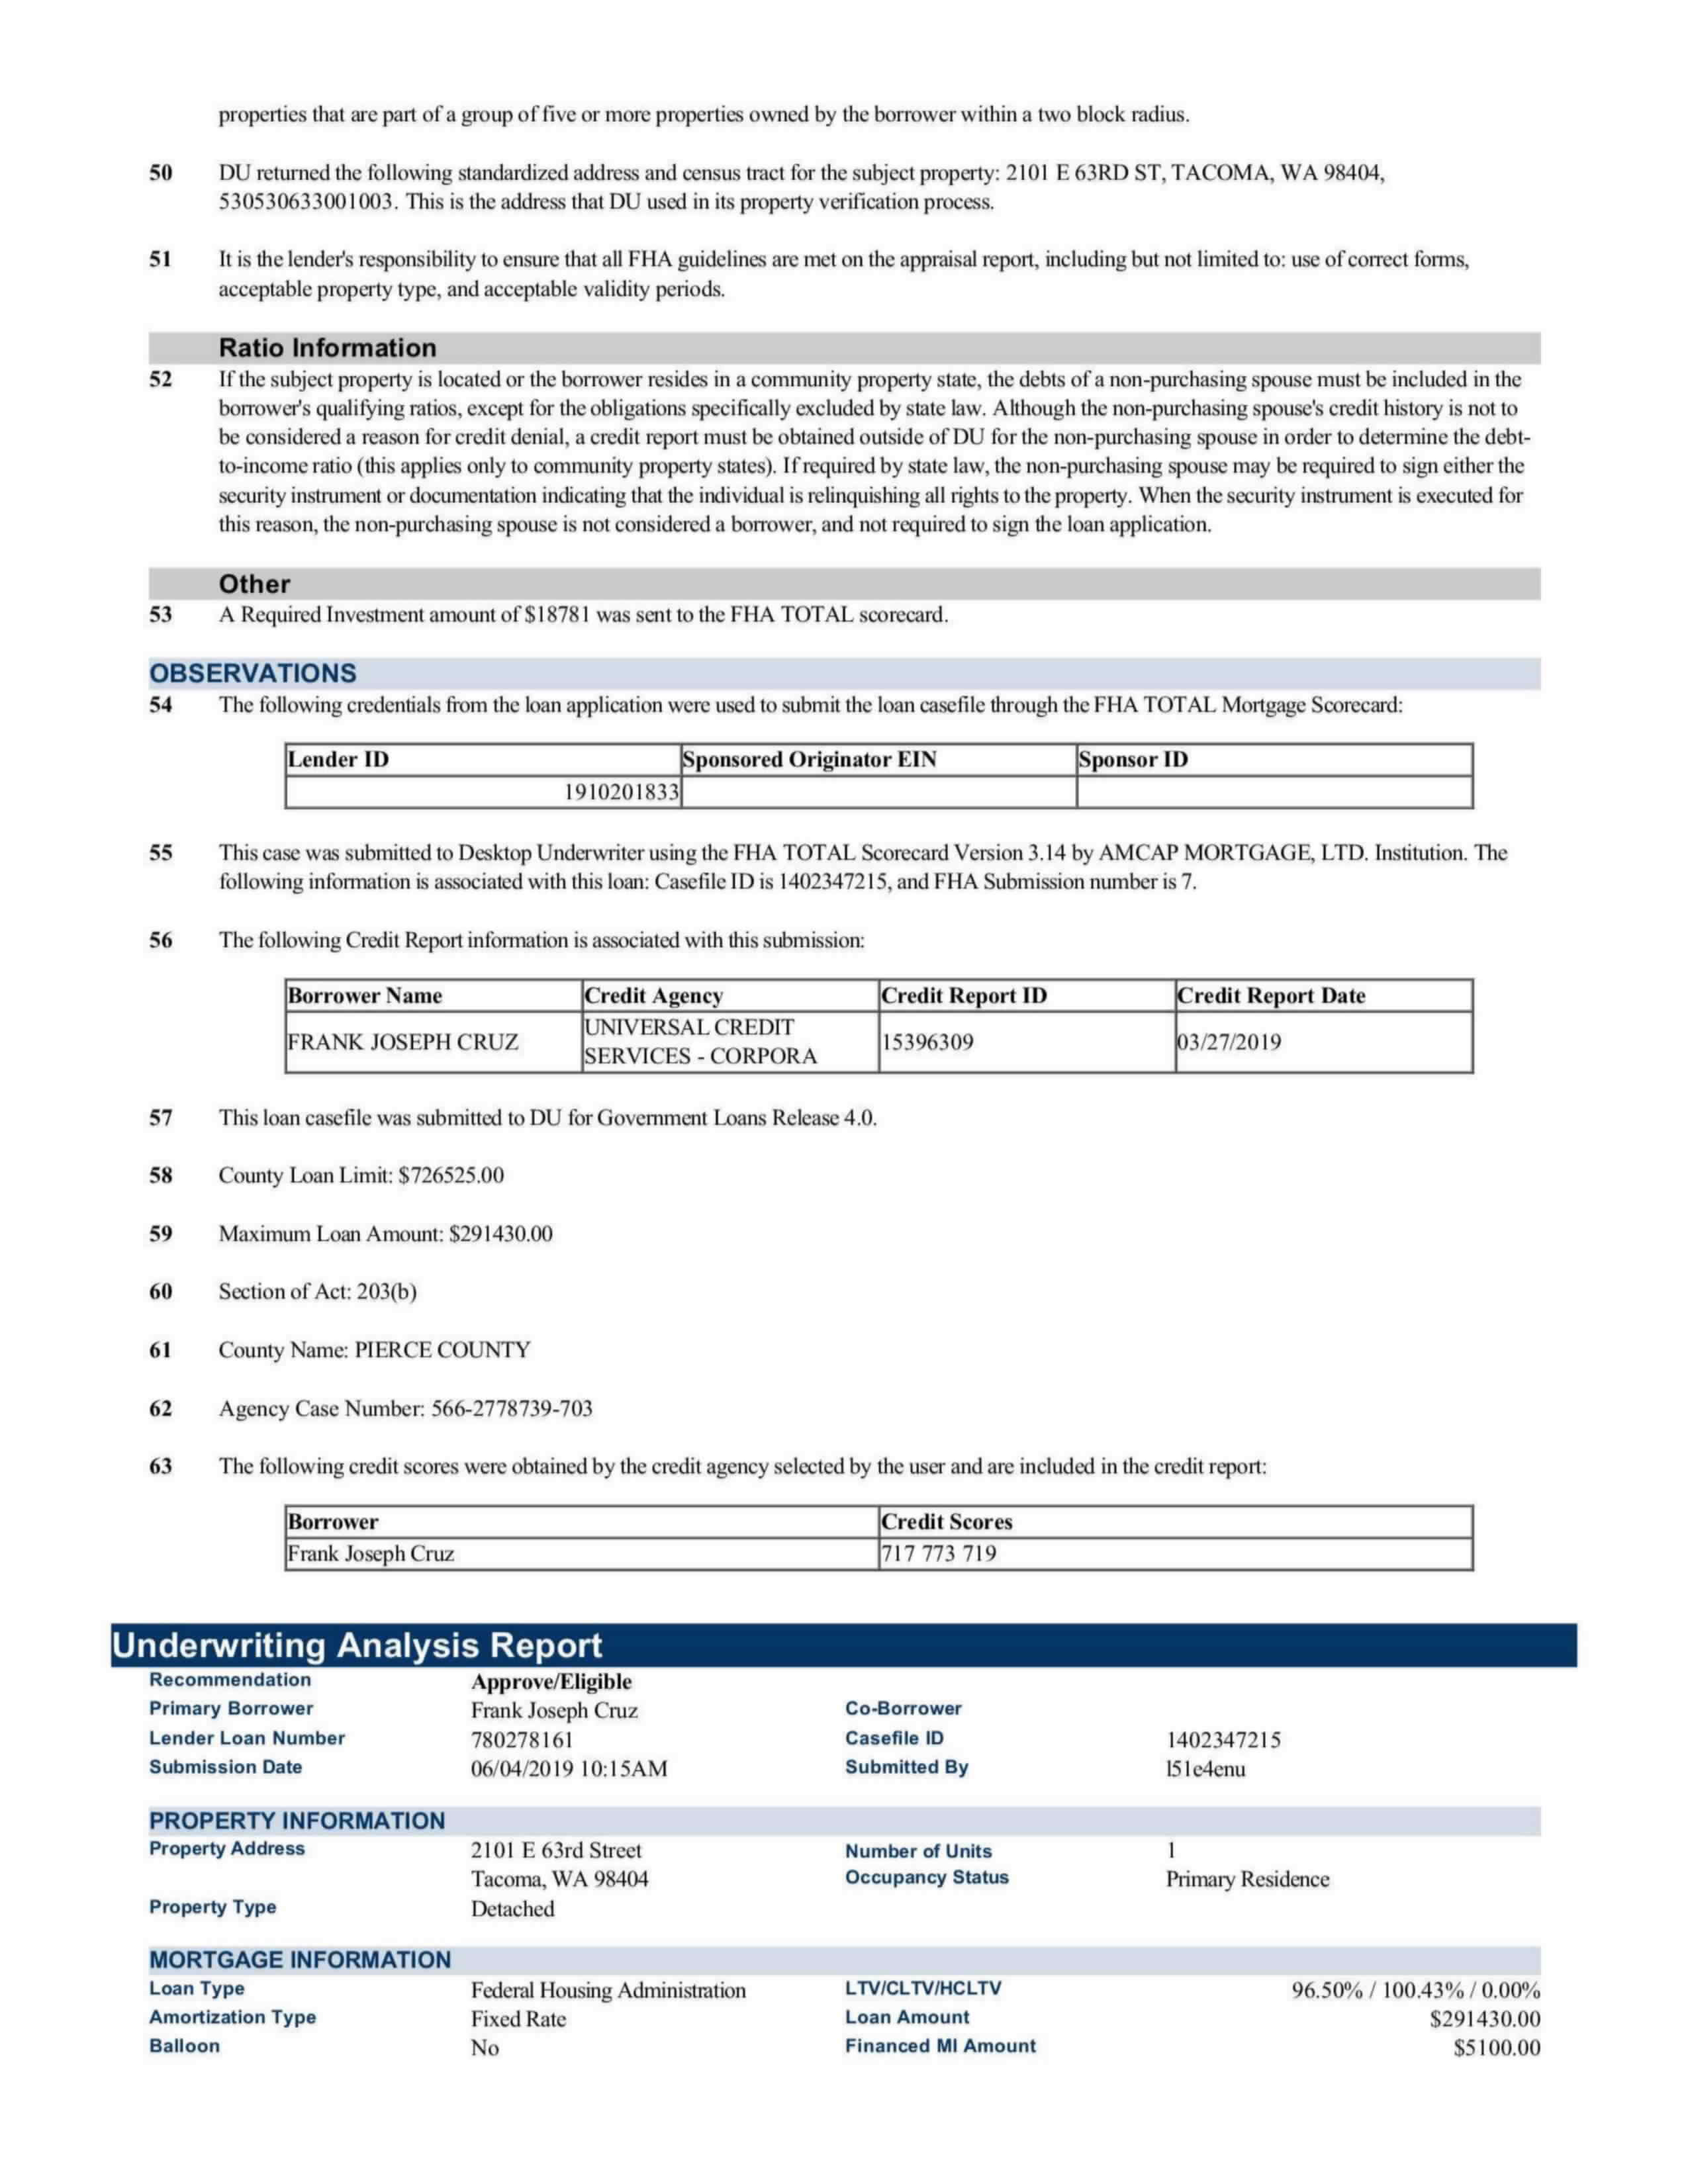 properties that are part of a group of five or more properties owned by the borrower within a two block radius.
50 DU returned the following standardized address and census tract for the subject property: 2101 E 63RD ST, TACOMA, WA 98404,
530530633001003. This is the address that DU used in its property verification process.
51 It is the lender's responsibility to ensure that all FHA guidelines are met on the appraisal report, including but not limited to: use of correct forms,
acceptable property type, and acceptable validity periods.
Ratio Information
52 If the subject property is located or the borrower resides in a community property state, the debts of a non-purchasing spouse must be included in the
borrower's qualifying ratios, except for the obligations specifically excluded by state law. Although the non-purchasing spouse's credit history is not to
be considered a reason for credit denial, a credit report must be obtained outside of DU for the non-purchasing spouse in order to determine the debt-
to-income ratio (this applies only to community property states). If required by state law, the non-purchasing spouse may be required to sign either the
security instrument or documentation indicating that the individual is relinquishing all rights to the property. When the security instrument is executed for
this reason, the non-purchasing spouse is not considered a borrower, and not required to sign the loan application.
Other
53 A Required Investment amount of $18781 was sent to the FHA TOTAL scorecard.
OBSERVATIONS
54 The following credentials from the loan application were used to submit the loan casefile through the FHA TOTAL Mortgage Scorecard:
Lender ID Sponsored Originator EIN Sponsor ID
1910201833
55 This case was submitted to Desktop Underwriter using the FHA TOTAL Scorecard Version 3.14 by AMCAP MORTGAGE, LTD. Institution. The
following information is associated with this loan: Casefile ID is 1402347215, and FHA Submission number is 7.
56 The following Credit Report information is associated with this submission:
Borrower Name Credit Agency Credit Report ID Credit Report Date
FRANK JOSEPH CRUZ UNIVERSAL CREDIT
SERVICES - CORPORA 15396309 03/27/2019
57 This loan casefile was submitted to DU for Government Loans Release 4.0.
58 County Loan Limit: $726525.00
59 Maximum Loan Amount: $291430.00
60 Section of Act: 203(b)
61 County Name: PIERCE COUNTY
62 Agency Case Number: 566-2778739-703
63 The following credit scores were obtained by the credit agency selected by the user and are included in the credit report:
Borrower Credit Scores
Frank Joseph Cruz 717 773 719
Underwriting Analysis Report
Recommendation Approve/Eligible
Primary Borrower Frank Joseph Cruz Co-Borrower
Lender Loan Number 780278161 Casefile ID 1402347215
Submission Date 06/04/2019 10:15AM Submitted By l51e4enu
PROPERTY INFORMATION
Property Address 2101 E 63rd Street Number of Units 1
Tacoma, WA 98404 Occupancy Status Primary Residence
Property Type Detached
MORTGAGE INFORMATION
Loan Type Federal Housing Administration LTV/CLTV/HCLTV 96.50% / 100.43% / 0.00%
Amortization Type Fixed Rate Loan Amount $291430.00
Balloon No Financed MI Amount $5100.00